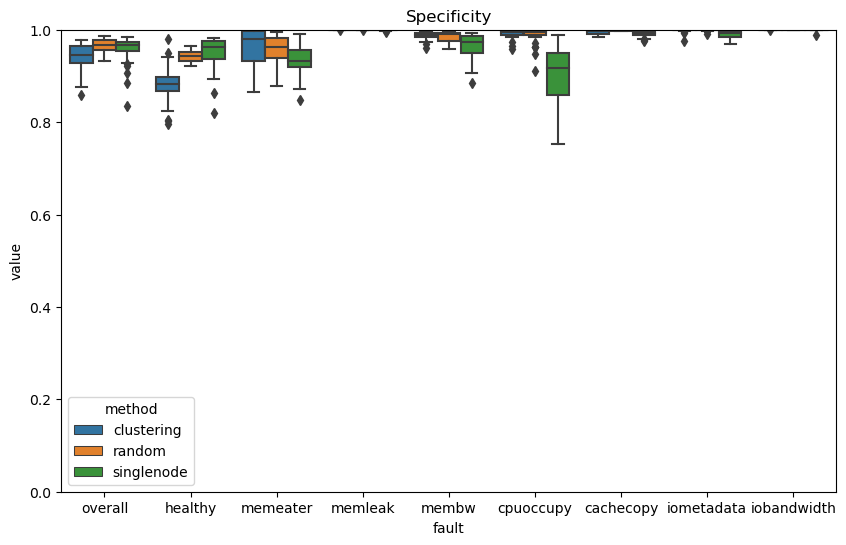 Specificity
1.0
0.8
0.6
0.4
0.2
0.0
value
method
clustering
random
singlenode
overall healthy memeater memleak membw cpuoccupy cachecopy iometadata iobandwidth
fault